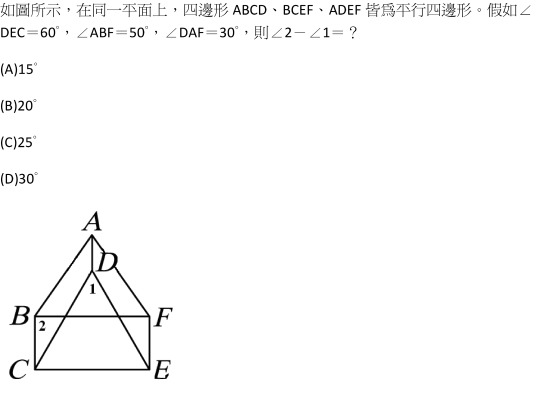 如圖所示，在同一平面上，四邊形 ABCD、BCEF、ADEF 皆爲平行四邊形。假如∠
DEC＝60°，∠ABF＝50°，∠DAF＝30°，則∠2－∠1＝？
(A)15°
(B)20°
(C)25°
(D)30°
A
D
1
B
2
F
C
E